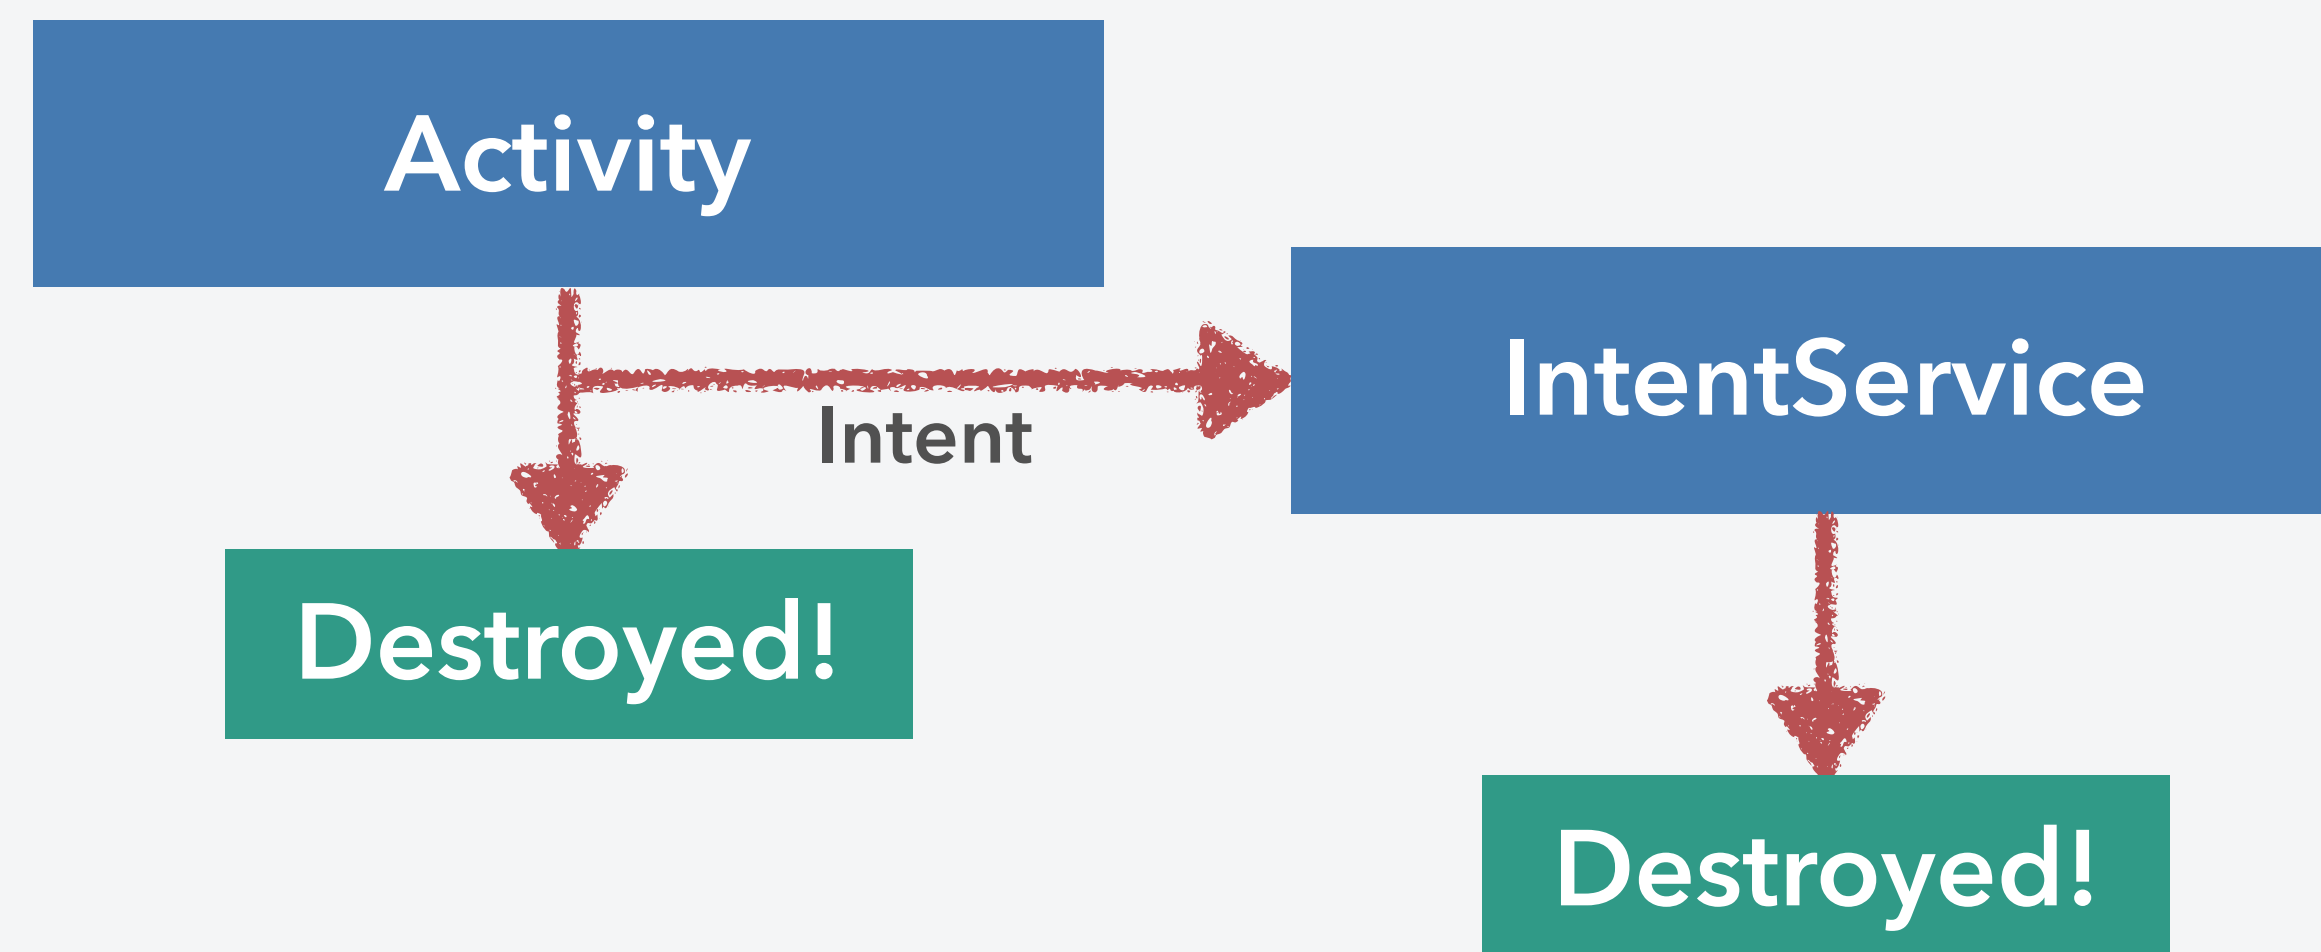 Activity
IntentService
Intent
Destroyed!
Destroyed!